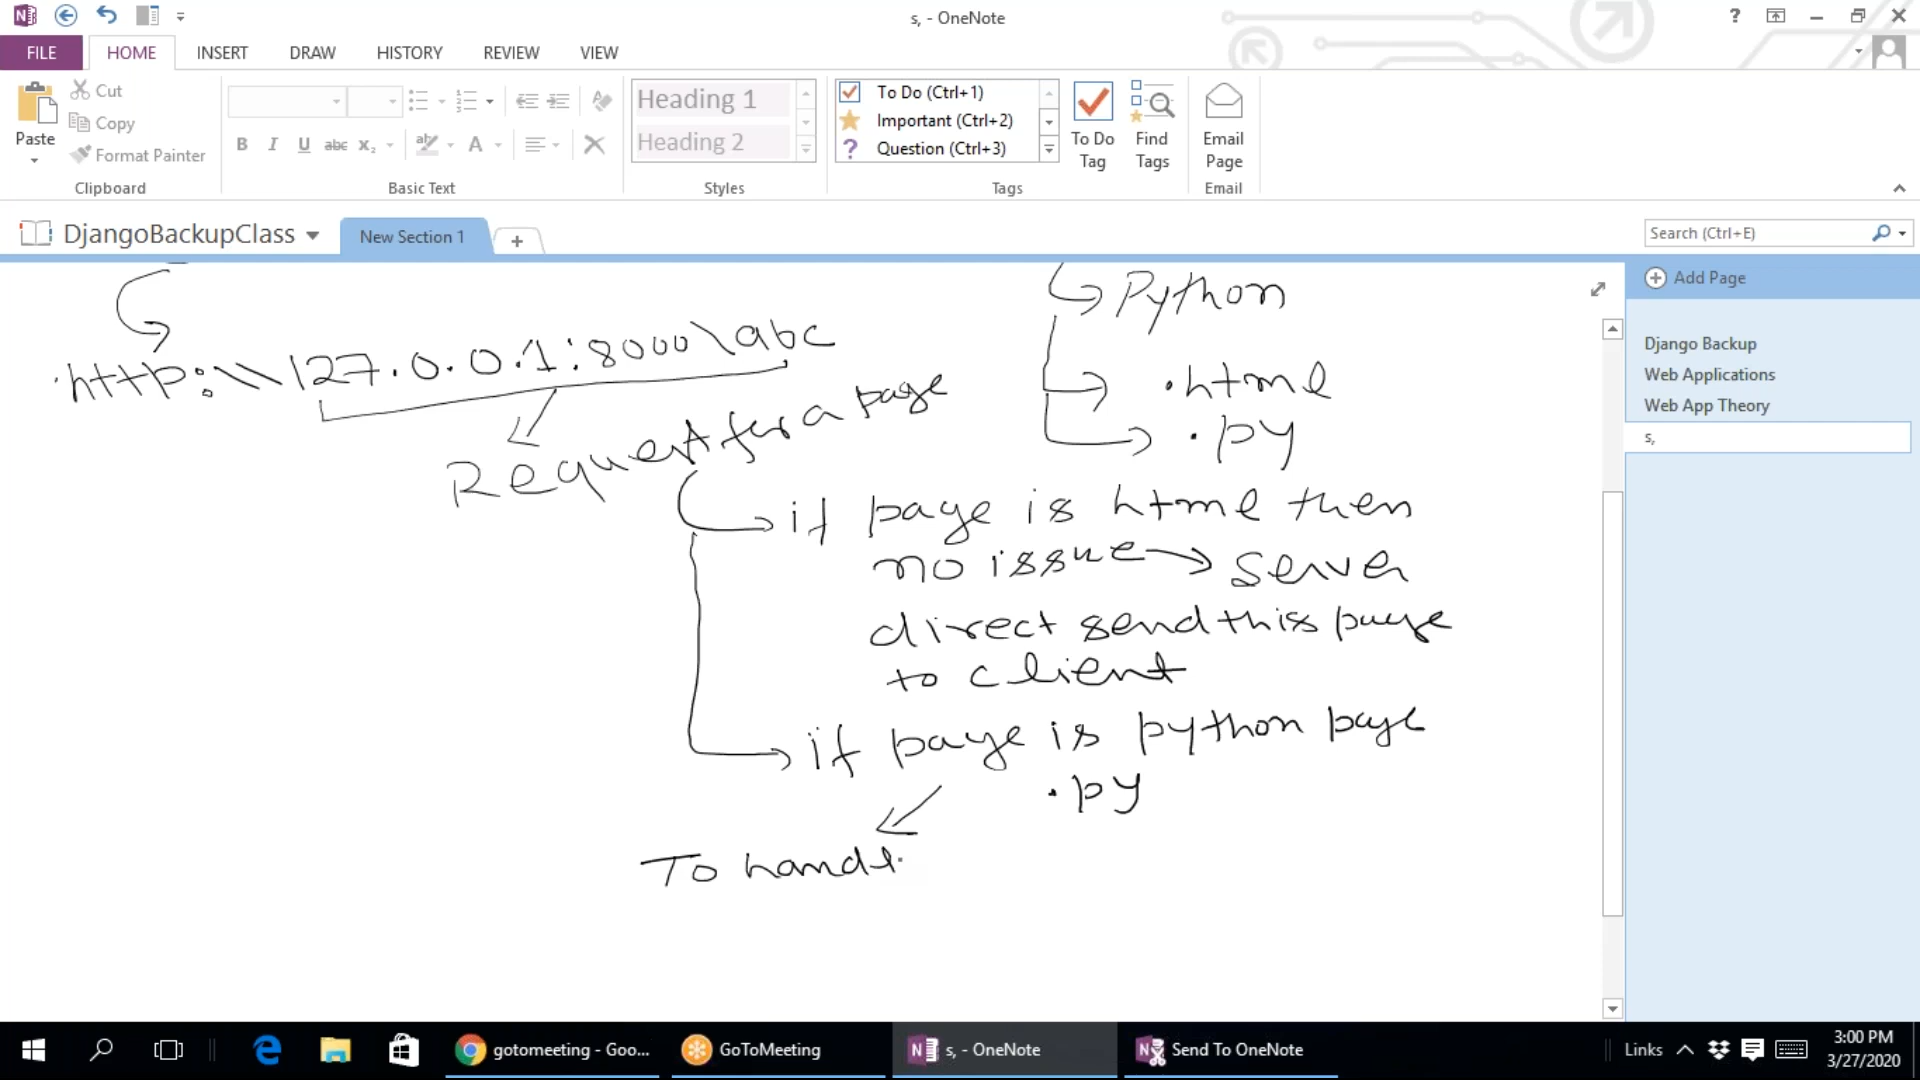 s, - OneNote
?
FILE
HOME
INSERT
DRAW
HISTORY
REVIEW
VIEW
Paste
Cut
Copy
Format Painter
Clipboard
B I U abc x₂
A
Basic Text
Heading 1
Heading 2
Styles
To Do (Ctrl+1)
Important (Ctrl+2)
? Question (Ctrl+3)
Tags
To Do Tag
Find Tags
Email Page
Email
DjangoBackupClass
New Section 1
+
Search (Ctrl+E)
Add Page
Django Backup
Web Applications
Web App Theory
s,
http:\\127.0.0.1:8000\abc
Request for a page
Python
.html
.py
if page is html then
no issue → server
direct send this page
to client
if page is python page
.py
To handl
gotomeeting - Goo...
GoToMeeting
s, - OneNote
Send To OneNote
Links
3:00 PM
3/27/2020